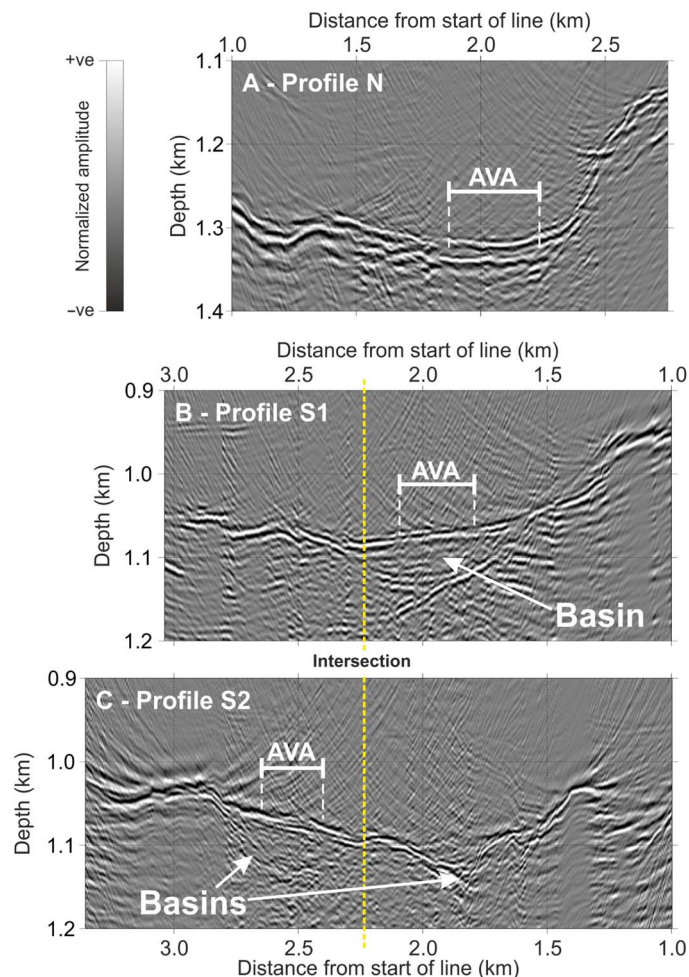 Distance from start of line (km)
1.0 1.5 2.0 2.5
+ve
Normalized amplitude
–ve
1.1
1.2
1.3
1.4
Depth (km)
A - Profile N
AVA
Distance from start of line (km)
3.0 2.5 2.0 1.5 1.0
0.9
1.0
1.1
1.2
Depth (km)
B - Profile S1
AVA
Basin
Intersection
0.9
1.0
1.1
1.2
Depth (km)
C - Profile S2
AVA
Basins
3.0 2.5 2.0 1.5 1.0
Distance from start of line (km)